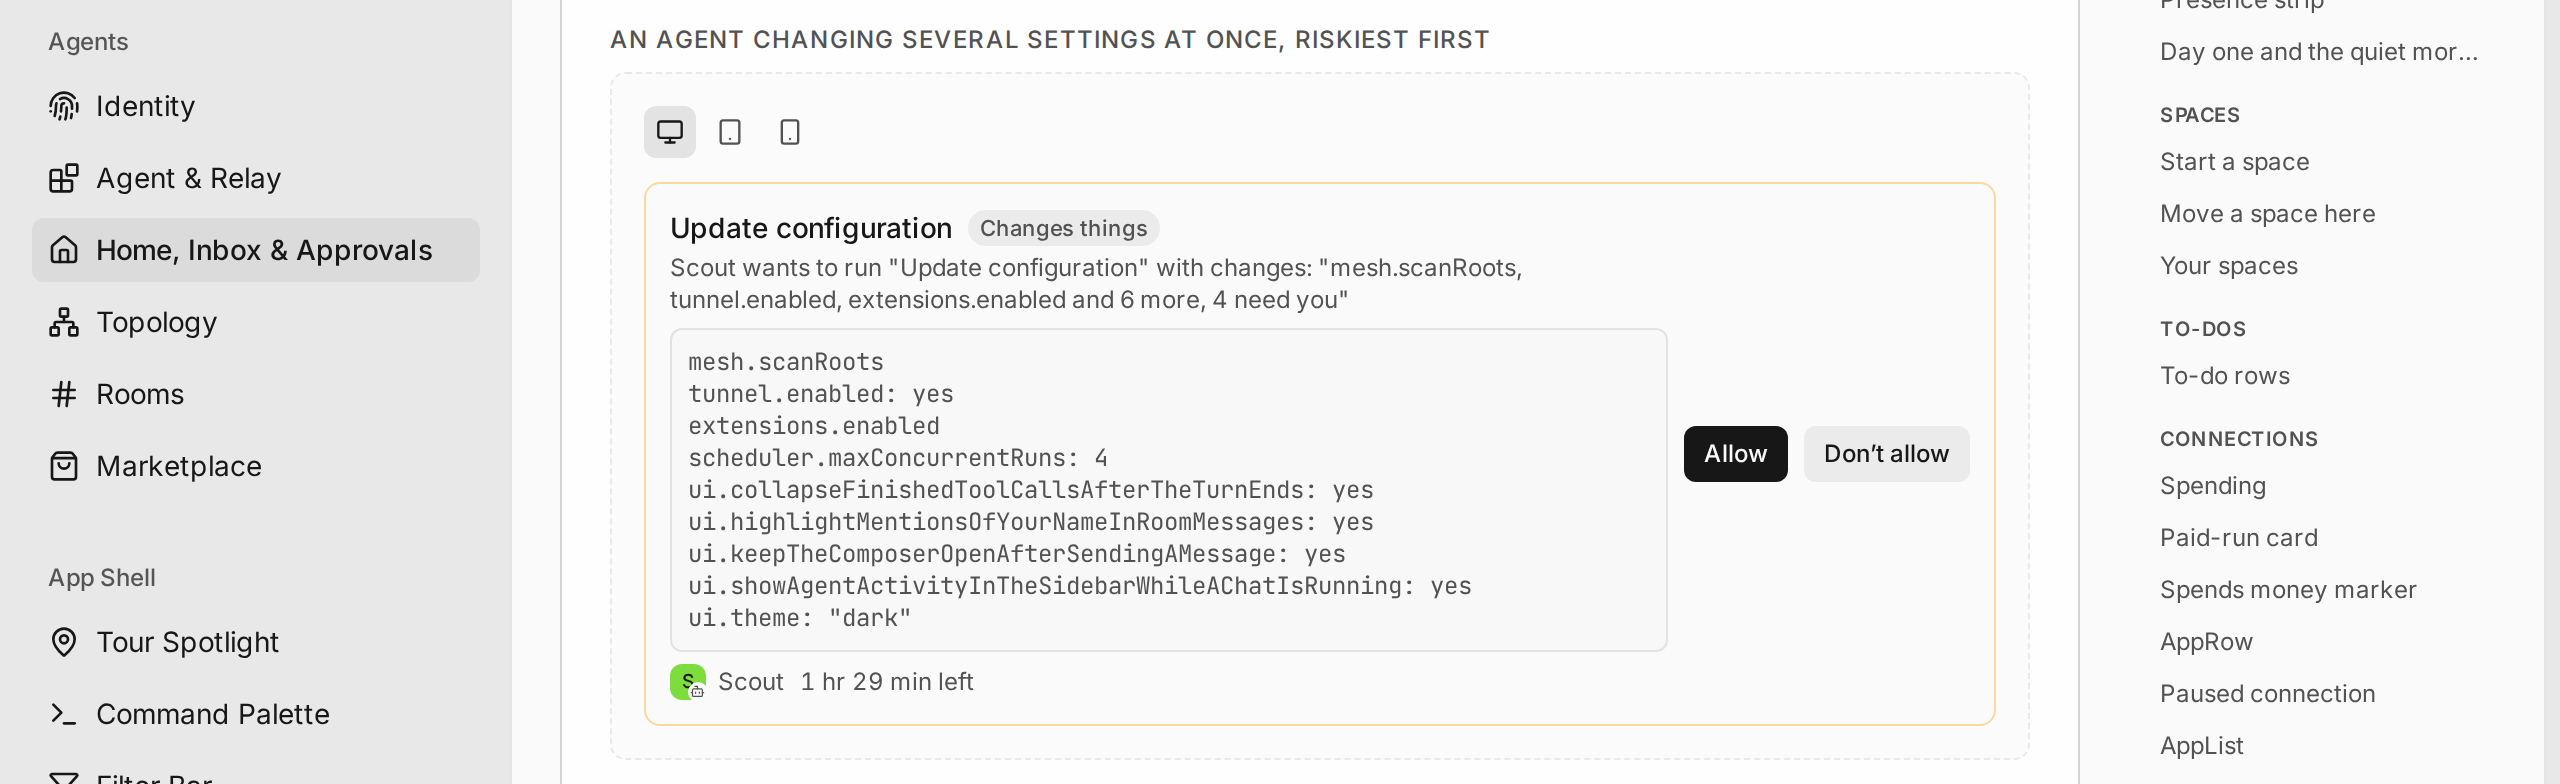 Agents
Identity
Agent & Relay
Home, Inbox & Approvals
Topology
Rooms
Marketplace
App Shell
Tour Spotlight
Command Palette
Filter Bar
AN AGENT CHANGING SEVERAL SETTINGS AT ONCE, RISKIEST FIRST
Update configuration Changes things
Scout wants to run "Update configuration" with changes: "mesh.scanRoots,
tunnel.enabled, extensions.enabled and 6 more, 4 need you"
mesh.scanRoots
tunnel.enabled: yes
extensions.enabled
scheduler.maxConcurrentRuns: 4
ui.collapseFinishedToolCallsAfterTheTurnEnds: yes
ui.highlightMentionsOfYourNameInRoomMessages: yes
ui.keepTheComposerOpenAfterSendingAMessage: yes
ui.showAgentActivityInTheSidebarWhileAChatIsRunning: yes
ui.theme: "dark"
Allow Don’t allow
S Scout 1 hr 29 min left
Presence strip
Day one and the quiet mor...
SPACES
Start a space
Move a space here
Your spaces
TO-DOS
To-do rows
CONNECTIONS
Spending
Paid-run card
Spends money marker
AppRow
Paused connection
AppList